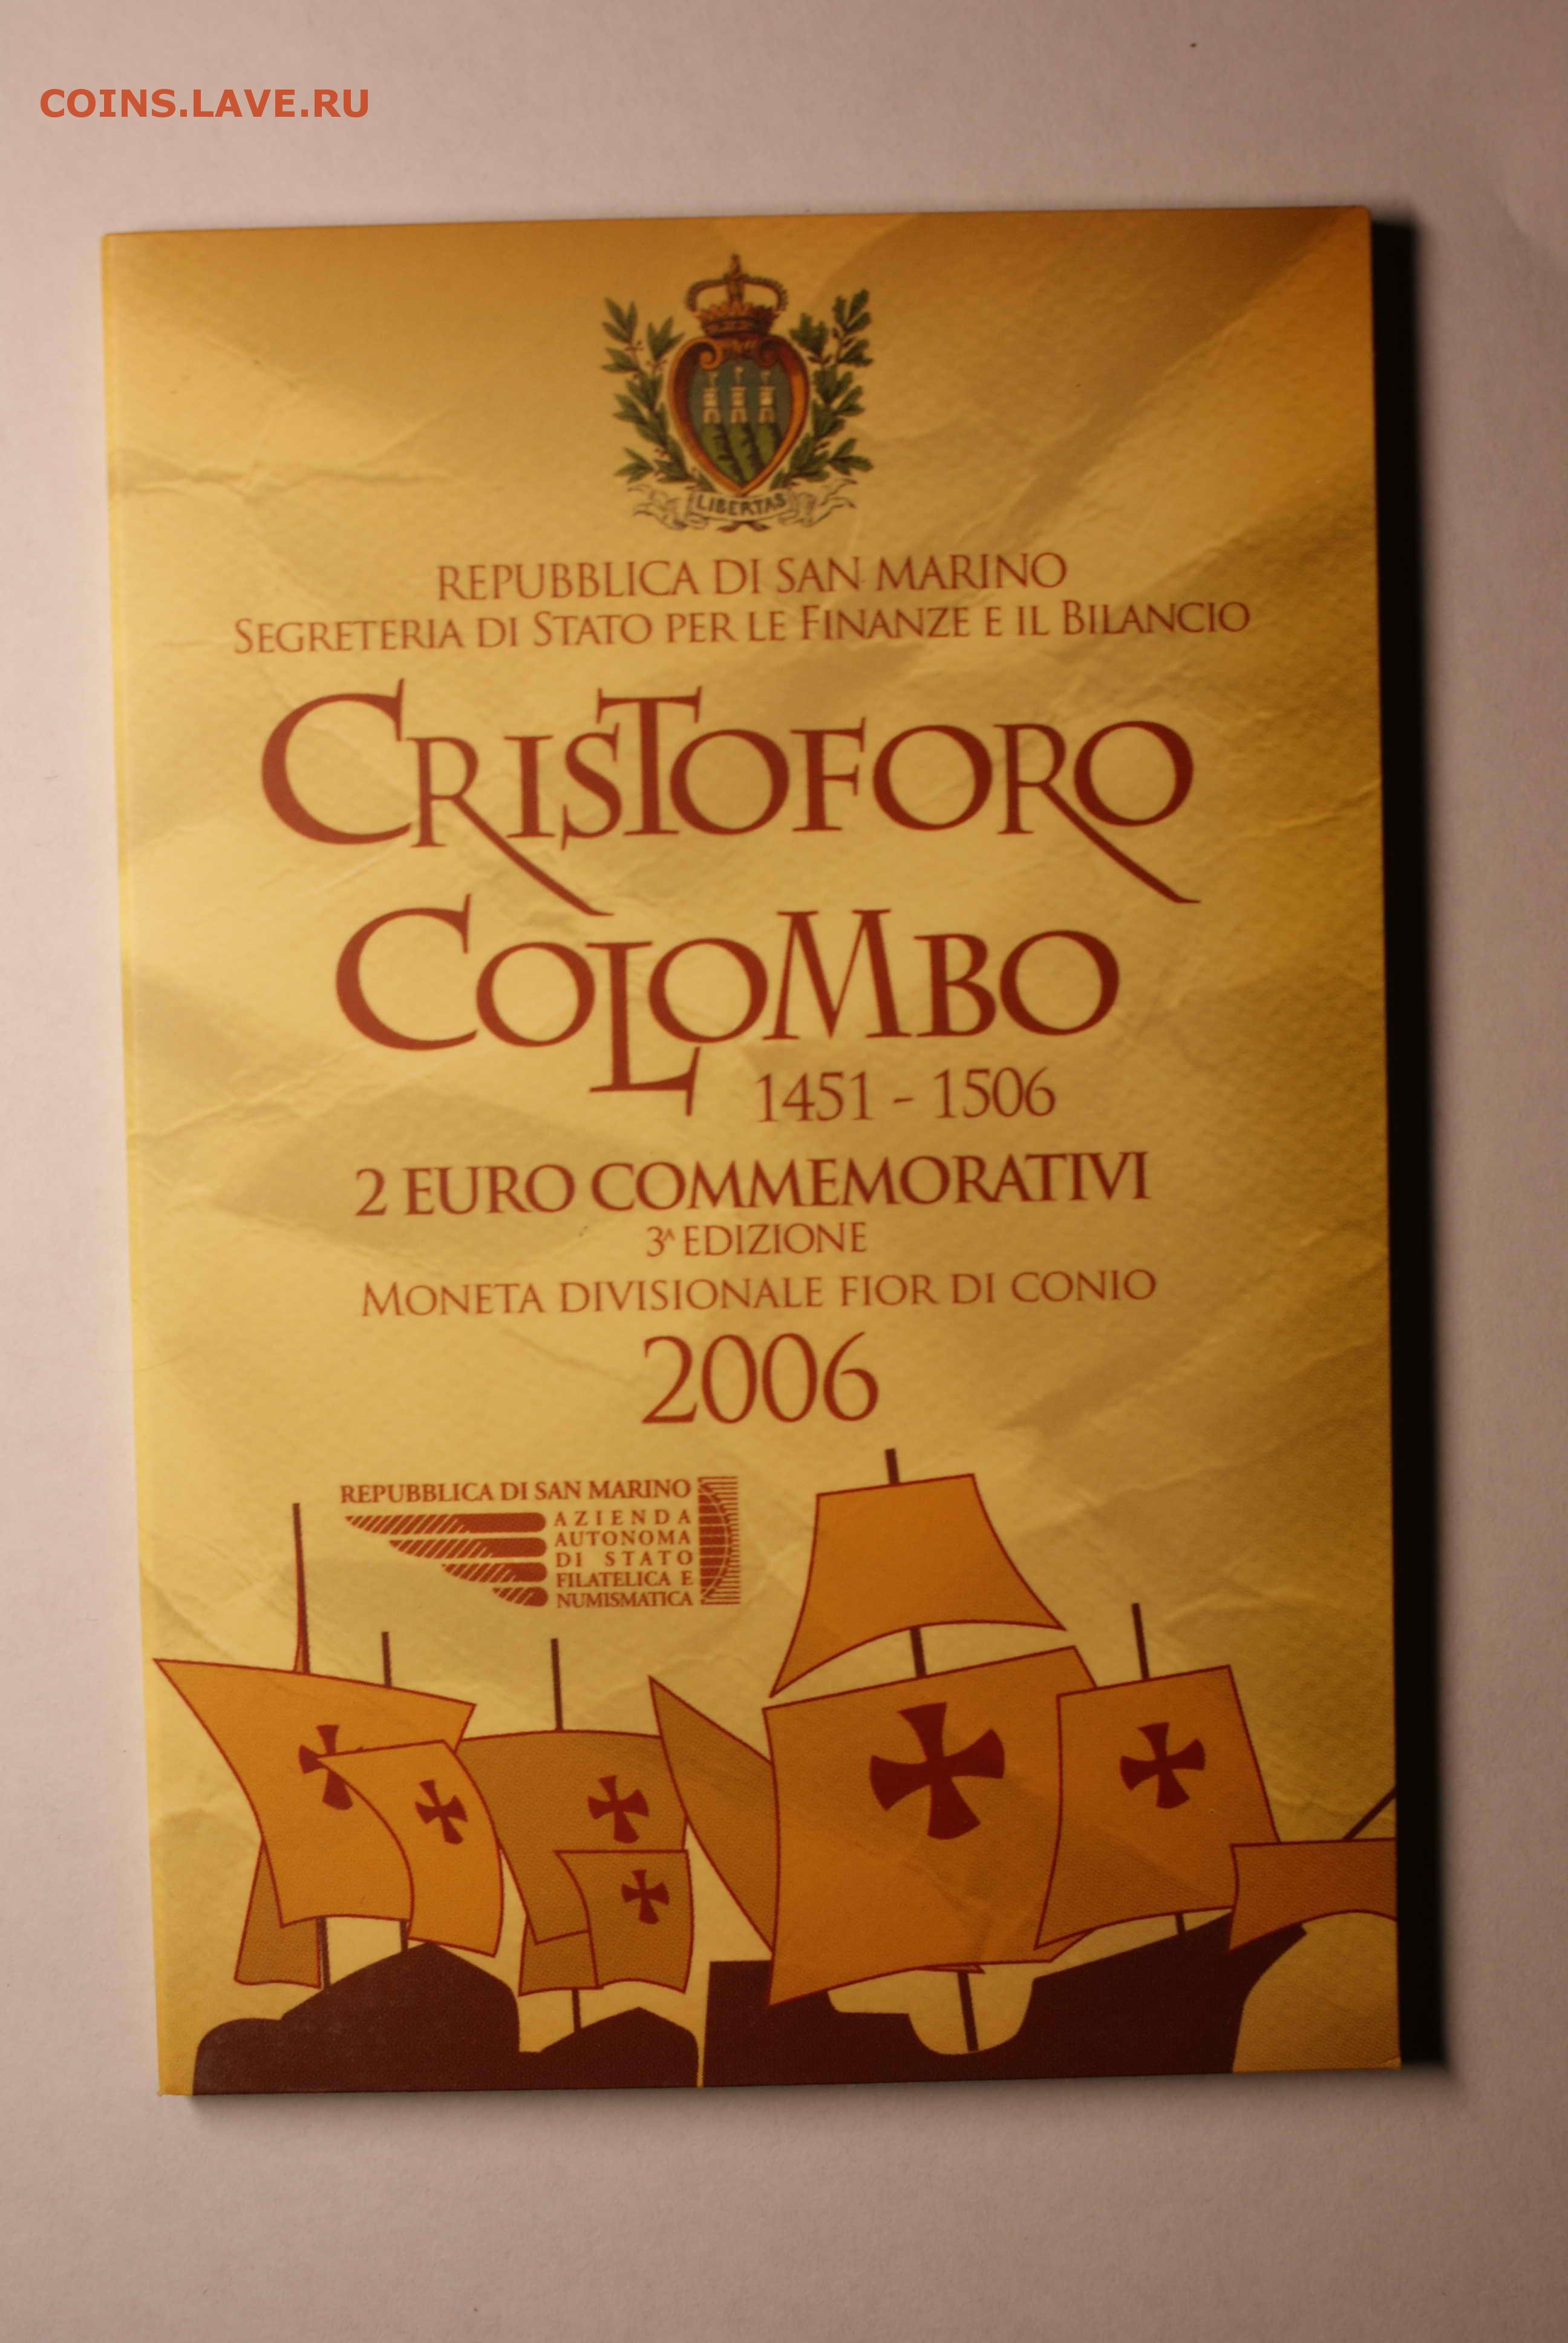 COINS.LAVE.RU
LIBERTAS
REPUBBLICA DI SAN MARINO
SEGRETERIA DI STATO PER LE FINANZE E IL BILANCIO
CRISTOFORO
COLOMBO
1451 - 1506
2 EURO COMMEMORATIVI
3ᴬ EDIZIONE
MONETA DIVISIONALE FIOR DI CONIO
2006
REPUBBLICA DI SAN MARINO
AZIENDA
AUTONOMA
DI STATO
FILATELICA E
NUMISMATICA